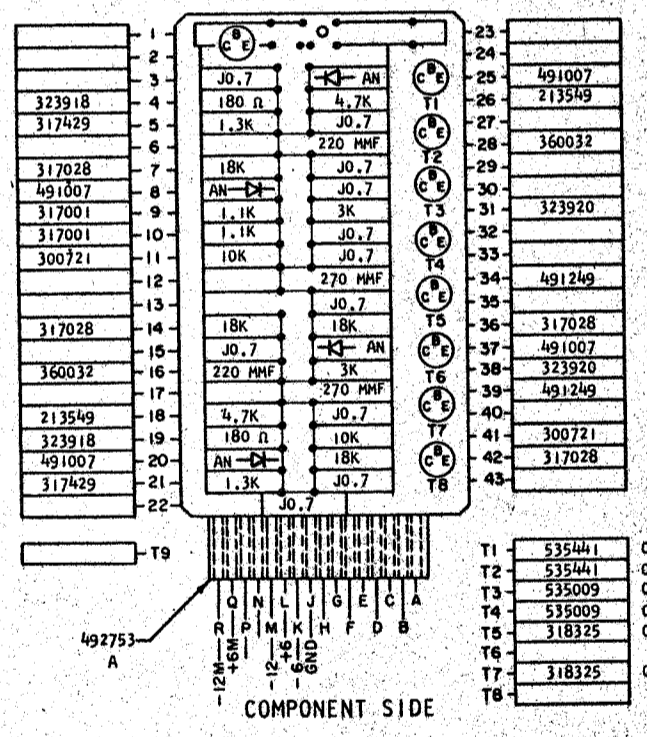 1
2
3 J0.7
323918 4 180 Ω
317429 5 1.3K
6
317028 7 18K
491007 8 AN
317001 9 1.1K
317001 10 1.1K
300721 11 10K
12
13
317028 14 18K
15 J0.7
360032 16 220 MMF
17
213549 18 4.7K
323918 19 180 Ω
491007 20 AN
317429 21 1.3K
22 J0.7
C B E
AN
4.7K
J0.7
220 MMF
J0.7
J0.7
3K
J0.7
J0.7
270 MMF
J0.7
18K
AN
3K
270 MMF
J0.7
10K
18K
J0.7
C B E
T1
C B E
T2
C B E
T3
C B E
T4
C B E
T5
C B E
T6
C B E
T7
C B E
T8
23
24
25 491007
26 213549
27
28 360032
29
30
31 323920
32
33
34 491249
35
36 317028
37 491007
38 323920
39 491249
40
41 300721
42 317028
43
T9
492753
A
R Q P N M L K J H G F E D C B A
-12M +6M -12 +6 -6 GND
COMPONENT SIDE
T1 535441
T2 535441
T3 535009
T4 535009
T5 318325
T6
T7 318325
T8